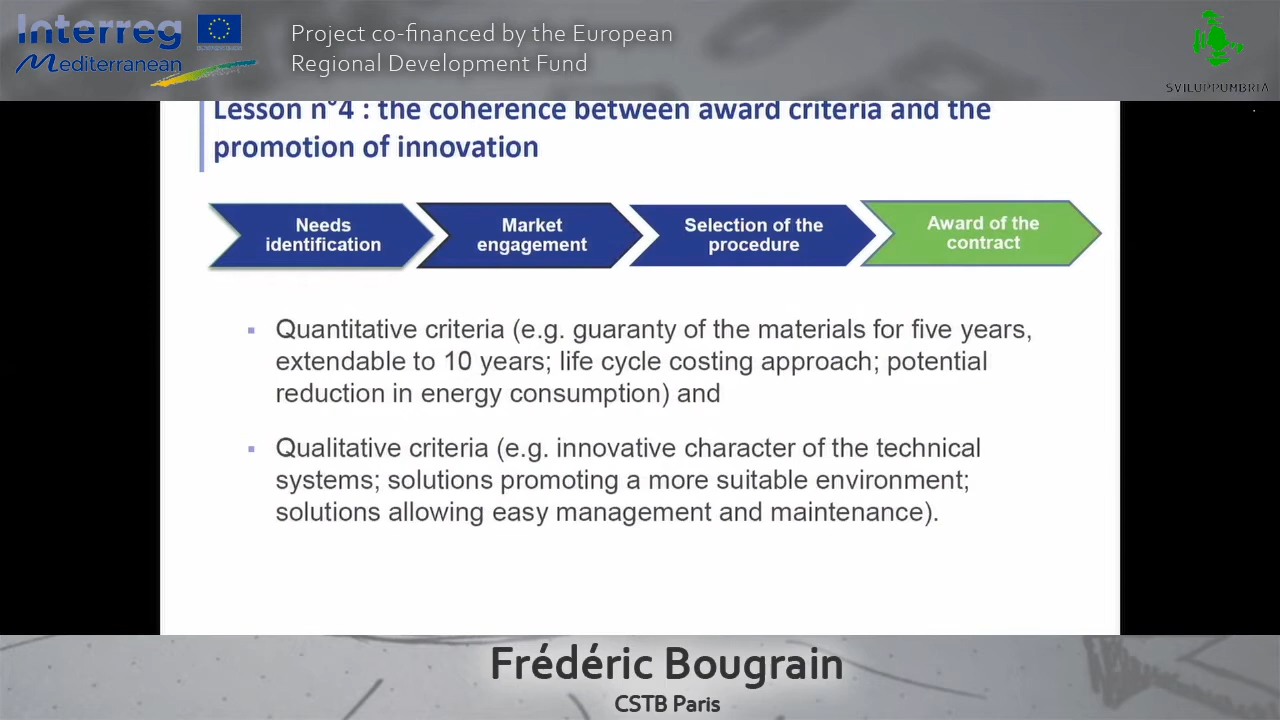 Interreg
Mediterranean
Project co-financed by the European
Regional Development Fund
SVILUPPUMBRIA
Lesson n°4 : the coherence between award criteria and the
promotion of innovation
Needs
identification
Market
engagement
Selection of the
procedure
Award of the
contract
Quantitative criteria (e.g. guaranty of the materials for five years,
extendable to 10 years; life cycle costing approach; potential
reduction in energy consumption) and
Qualitative criteria (e.g. innovative character of the technical
systems; solutions promoting a more suitable environment;
solutions allowing easy management and maintenance).
Frédéric Bougrain
CSTB Paris